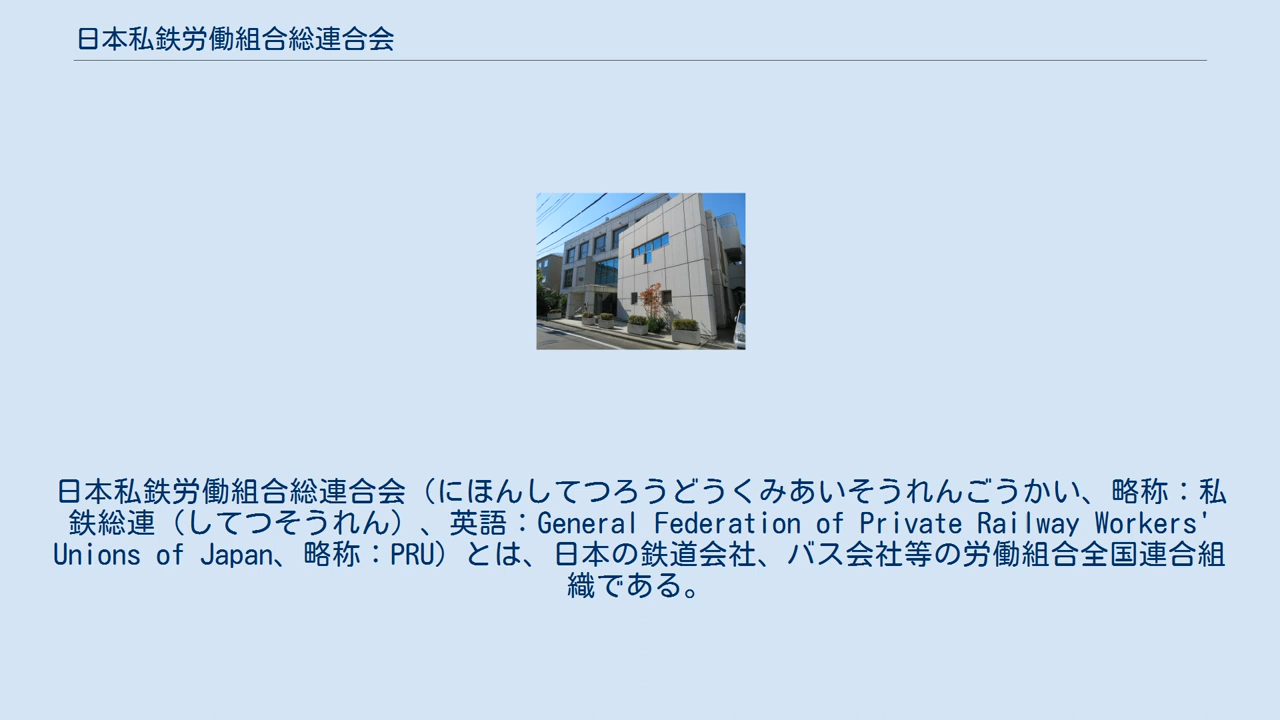 日本私鉄労働組合総連合会
日本私鉄労働組合総連合会（にほんしてつろうどうくみあいそうれんごうかい、略称：私
鉄総連（してつそうれん）、英語：General Federation of Private Railway Workers'
Unions of Japan、略称：PRU）とは、日本の鉄道会社、バス会社等の労働組合全国連合組
織である。